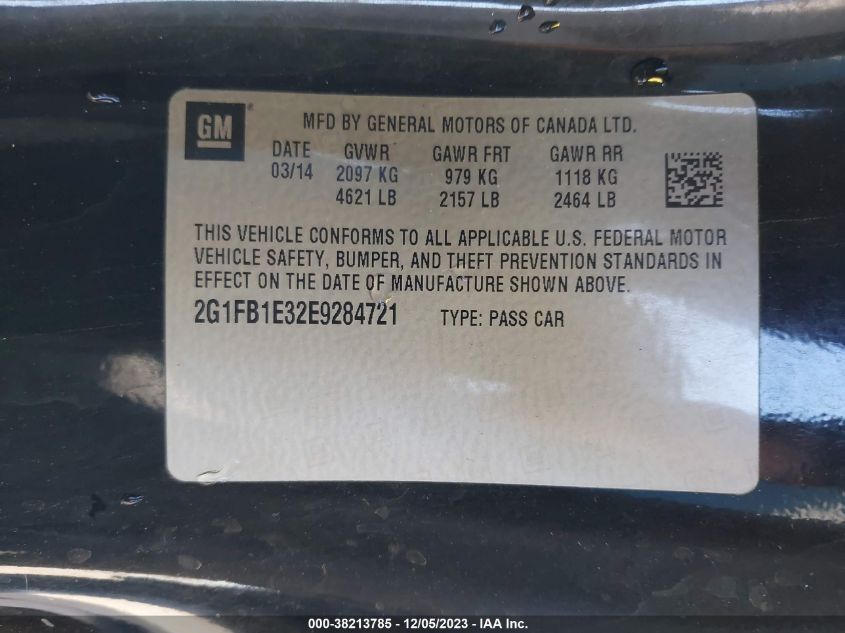 GM®
MFD BY GENERAL MOTORS OF CANADA LTD.
DATE GVWR GAWR FRT GAWR RR
03/14 2097 KG 979 KG 1118 KG
4621 LB 2157 LB 2464 LB
THIS VEHICLE CONFORMS TO ALL APPLICABLE U.S. FEDERAL MOTOR
VEHICLE SAFETY, BUMPER, AND THEFT PREVENTION STANDARDS IN
EFFECT ON THE DATE OF MANUFACTURE SHOWN ABOVE.
2G1FB1E32E9284721 TYPE: PASS CAR
000-38213785 - 12/05/2023 - IAA Inc.